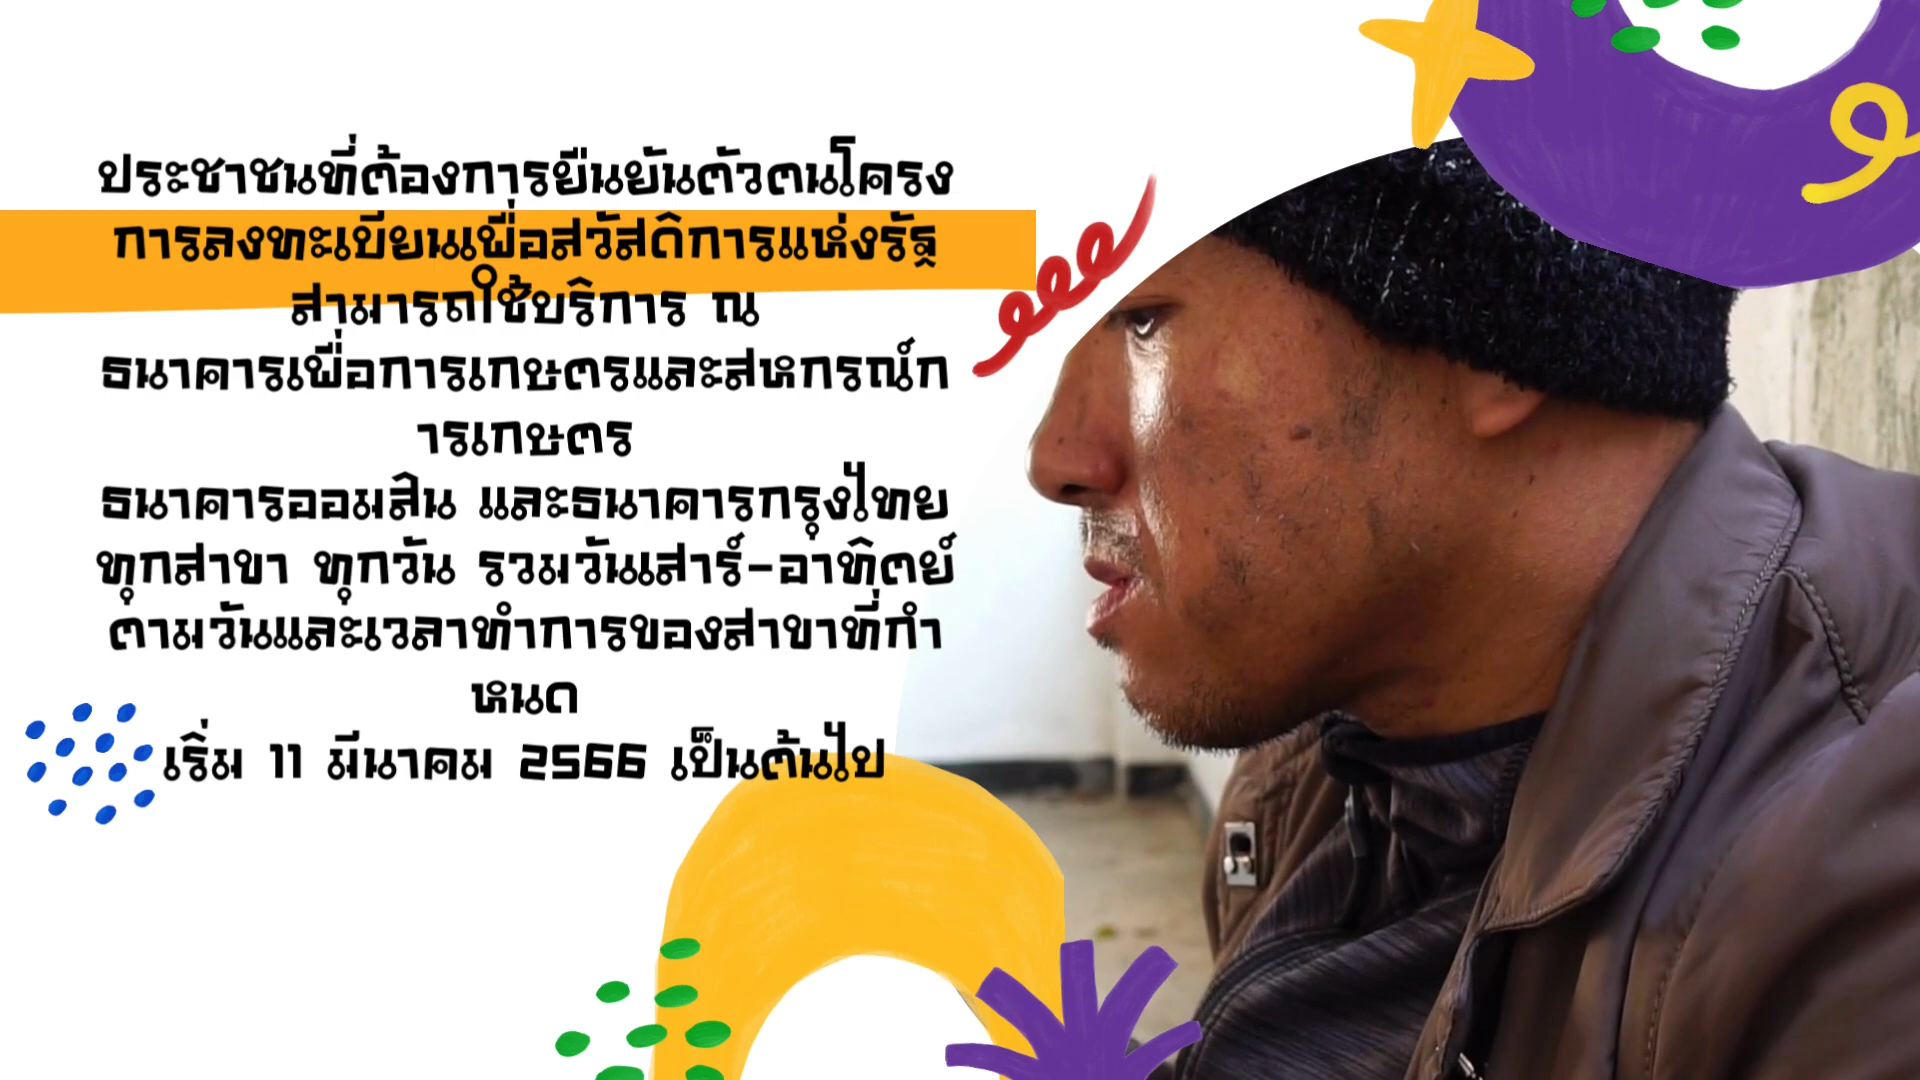 ประชาชนที่ต้องการยืนยันตัวตนโครง
การลงทะเบียนเพื่อสวัสดิการแห่งรัฐ
สามารถใช้บริการ ณ
ธนาคารเพื่อการเกษตรและสหกรณ์ก
ารเกษตร
ธนาคารออมสิน และธนาคารกรุงไทย
ทุกสาขา ทุกวัน รวมวันเสาร์-อาทิตย์
ตามวันและเวลาทำการของสาขาที่กำ
หนด
เริ่ม 11 มีนาคม 2566 เป็นต้นไป